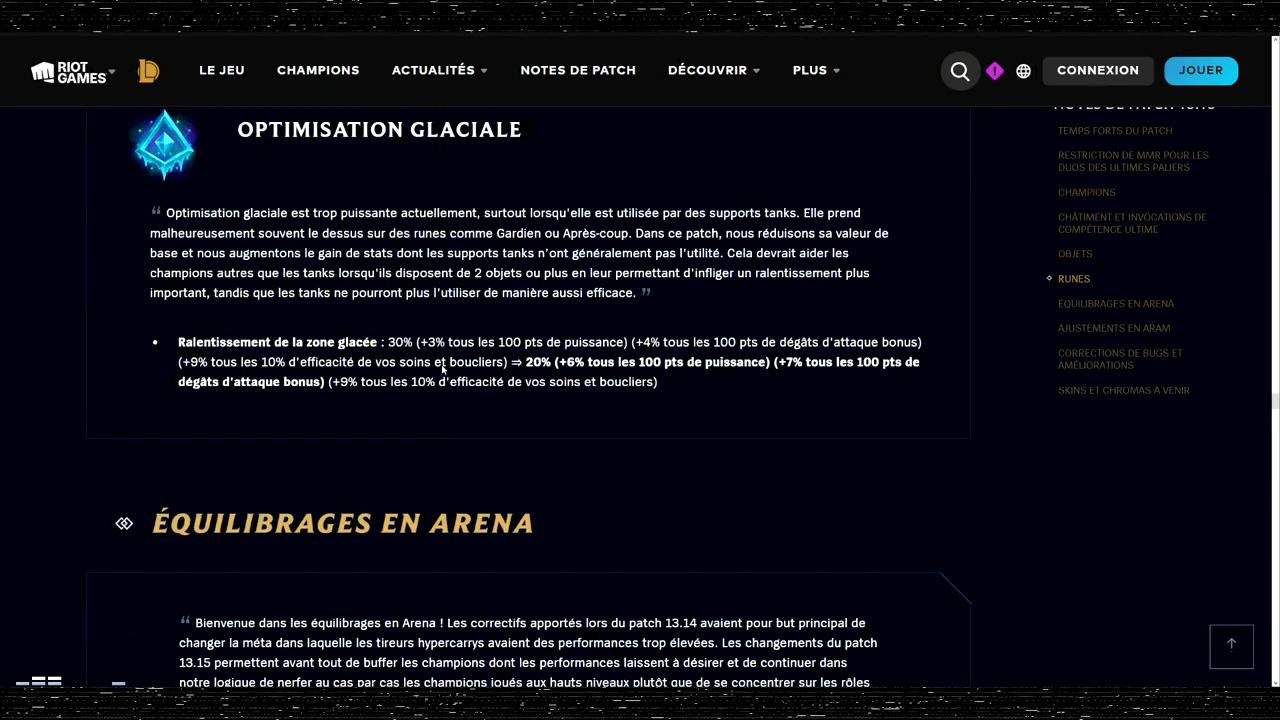 RIOT
GAMES
LE JEU
CHAMPIONS
ACTUALITÉS
NOTES DE PATCH
DÉCOUVRIR
PLUS
CONNEXION
JOUER
OPTIMISATION GLACIALE
“ Optimisation glaciale est trop puissante actuellement, surtout lorsqu'elle est utilisée par des supports tanks. Elle prend
malheureusement souvent le dessus sur des runes comme Gardien ou Après-coup. Dans ce patch, nous réduisons sa valeur de
base et nous augmentons le gain de stats dont les supports tanks n'ont généralement pas l'utilité. Cela devrait aider les
champions autres que les tanks lorsqu'ils disposent de 2 objets ou plus en leur permettant d'infliger un ralentissement plus
important, tandis que les tanks ne pourront plus l'utiliser de manière aussi efficace. ”
• Ralentissement de la zone glacée : 30% (+3% tous les 100 pts de puissance) (+4% tous les 100 pts de dégâts d'attaque bonus)
(+9% tous les 10% d'efficacité de vos soins et boucliers) ⇒ 20% (+6% tous les 100 pts de puissance) (+7% tous les 100 pts de
dégâts d'attaque bonus) (+9% tous les 10% d'efficacité de vos soins et boucliers)
ÉQUILIBRAGES EN ARENA
“ Bienvenue dans les équilibrages en Arena ! Les correctifs apportés lors du patch 13.14 avaient pour but principal de
changer la méta dans laquelle les tireurs hypercarrys avaient des performances trop élevées. Les changements du patch
13.15 permettent avant tout de buffer les champions dont les performances laissent à désirer et de continuer dans
notre logique de nerfer au cas par cas les champions joués aux hauts niveaux plutôt que de se concentrer sur les rôles
TEMPS FORTS DU PATCH
RESTRICTION DE MMR POUR LES
DUOS DES ULTIMES PALIERS
CHAMPIONS
CHÂTIMENT ET INVOCATIONS DE
COMPÉTENCE ULTIME
OBJETS
RUNES
ÉQUILIBRAGES EN ARENA
AJUSTEMENTS EN ARAM
CORRECTIONS DE BUGS ET
AMÉLIORATIONS
SKINS ET CHROMAS À VENIR